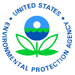 UNITED STATES
ENVIRONMENTAL PROTECTION AGENCY